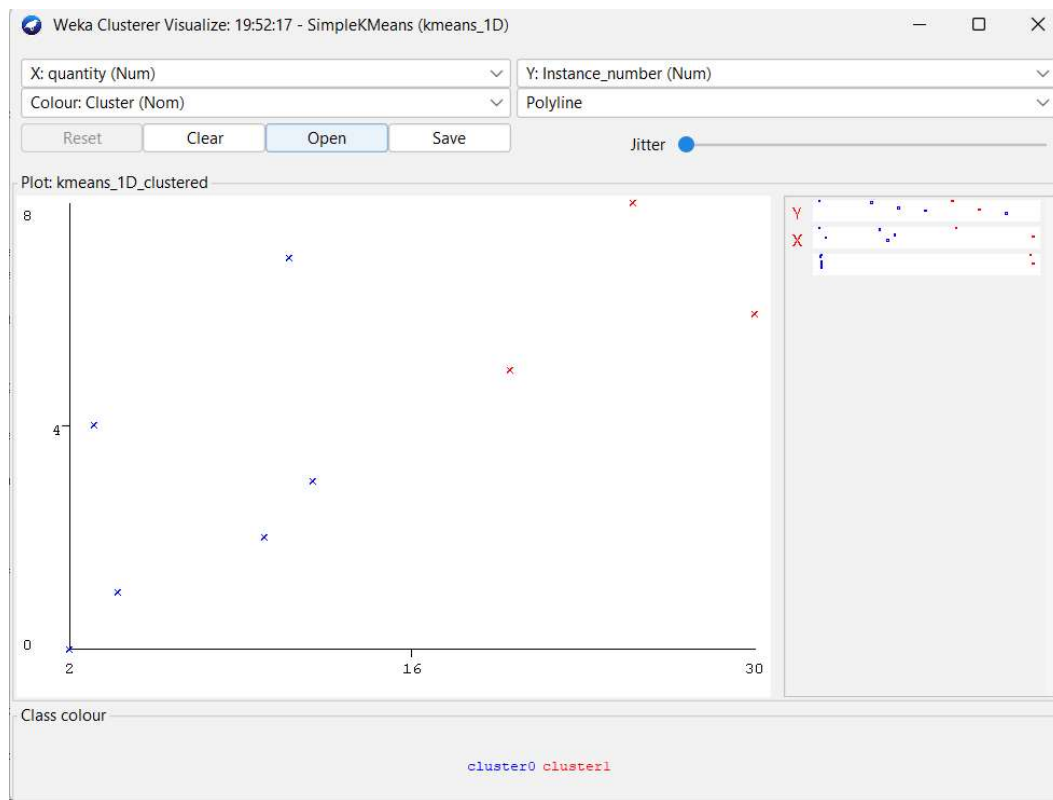 Weka Clusterer Visualize: 19:52:17 - SimpleKMeans (kmeans_1D)
X: quantity (Num) Y: Instance_number (Num)
Colour: Cluster (Nom) Polyline
Reset Clear Open Save Jitter
Plot: kmeans_1D_clustered
8
Y
X
4
0
2 16 30
Class colour
cluster0 cluster1